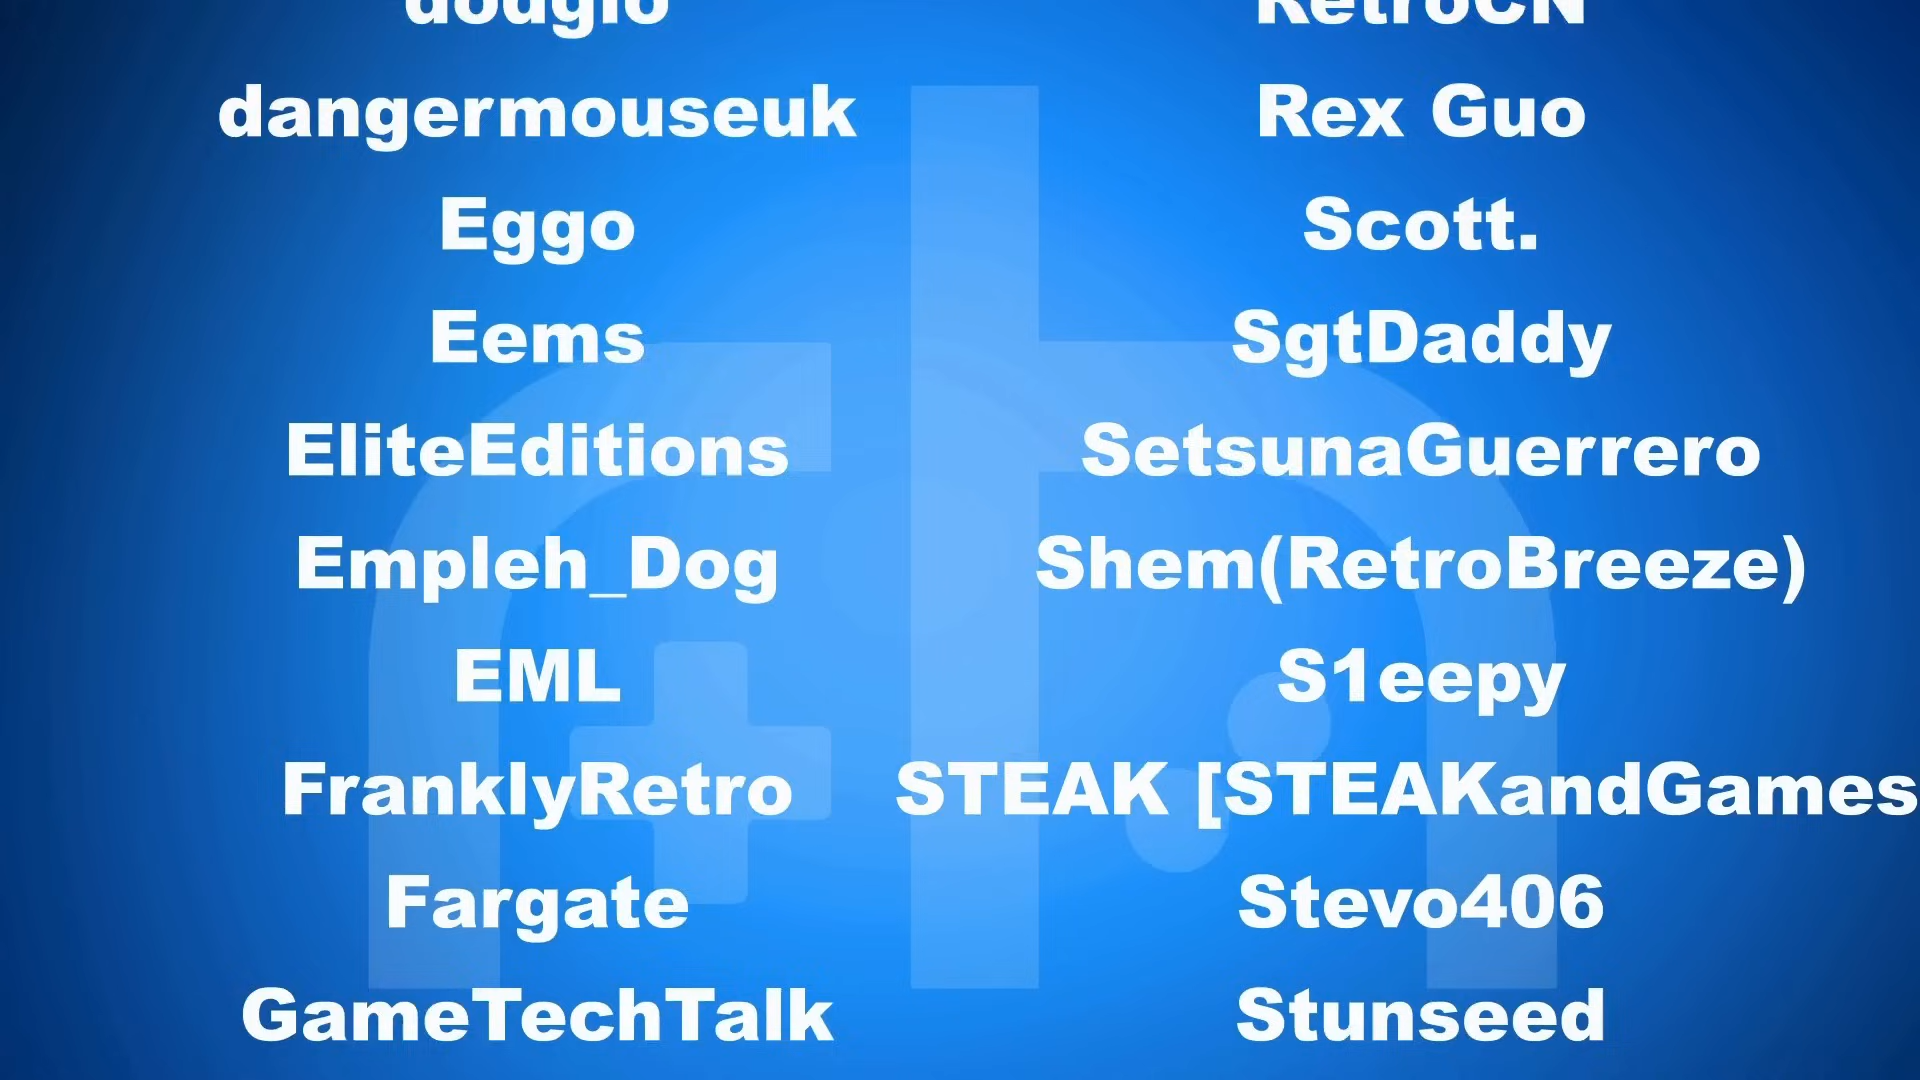 RetroCN
dangermouseuk
Rex Guo
Eggo
Scott.
Eems
SgtDaddy
EliteEditions
SetsunaGuerrero
Empleh_Dog
Shem(RetroBreeze)
EML
S1eepy
FranklyRetro
STEAK [STEAKandGames
Fargate
Stevo406
GameTechTalk
Stunseed